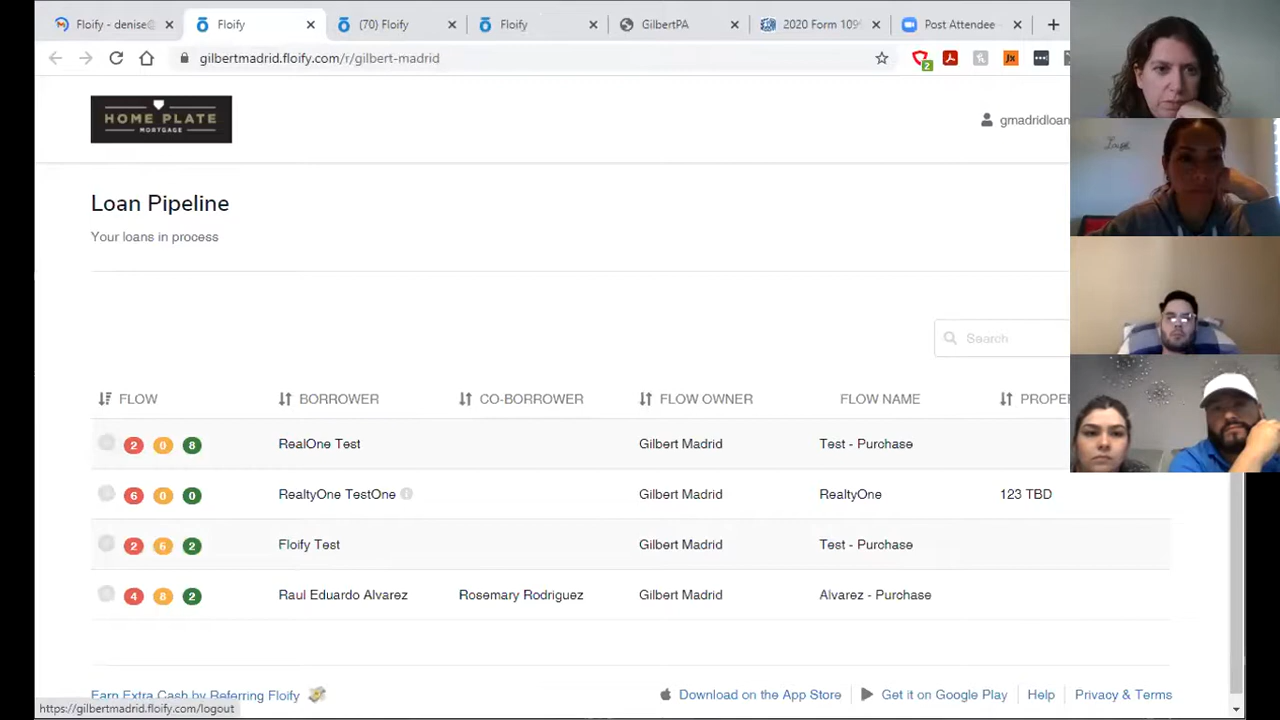 Floify - denise@
Floify
(70) Floify
Floify
GilbertPA
2020 Form 109
Post Attendee
gilbertmadrid.floify.com/r/gilbert-madrid
2
HOME PLATE
MORTGAGE
gmadridloan
Loan Pipeline
Your loans in process
Search
FLOW BORROWER CO-BORROWER FLOW OWNER FLOW NAME PROPE
2 0 8 RealOne Test Gilbert Madrid Test - Purchase
6 0 0 RealtyOne TestOne Gilbert Madrid RealtyOne 123 TBD
2 6 2 Floify Test Gilbert Madrid Test - Purchase
4 8 2 Raul Eduardo Alvarez Rosemary Rodriguez Gilbert Madrid Alvarez - Purchase
Earn Extra Cash by Referring Floify
Download on the App Store
Get it on Google Play
Help
Privacy & Terms
https://gilbertmadrid.floify.com/logout